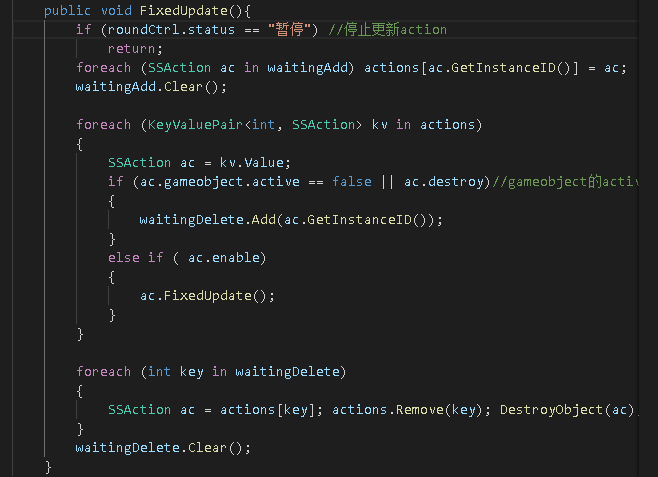 public void FixedUpdate(){
if (roundCtrl.status == "暂停") //停止更新action
return;
foreach (SSAction ac in waitingAdd) actions[ac.GetInstanceID()] = ac;
waitingAdd.Clear();
foreach (KeyValuePair<int, SSAction> kv in actions)
{
SSAction ac = kv.Value;
if (ac.gameobject.active == false || ac.destroy)//gameobject的activ
{
waitingDelete.Add(ac.GetInstanceID());
}
else if ( ac.enable)
{
ac.FixedUpdate();
}
}
foreach (int key in waitingDelete)
{
SSAction ac = actions[key]; actions.Remove(key); DestroyObject(ac)
}
waitingDelete.Clear();
}